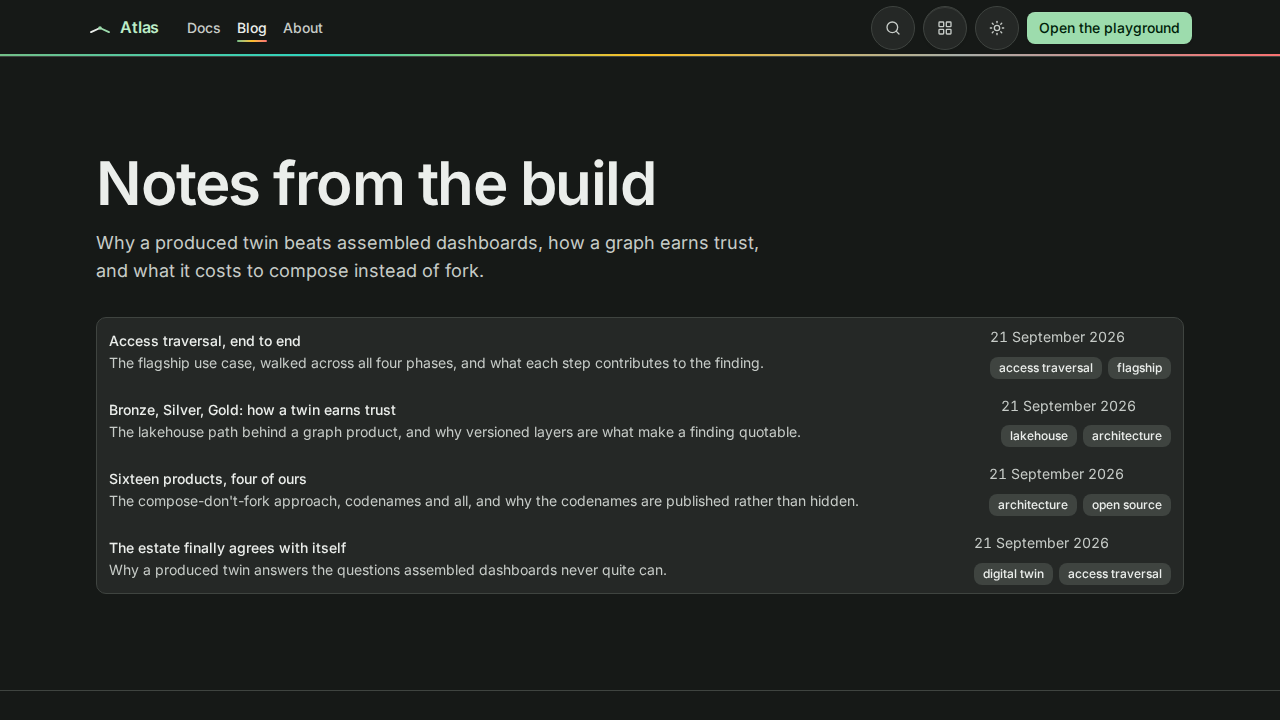 Atlas
Docs
Blog
About
Open the playground
Notes from the build
Why a produced twin beats assembled dashboards, how a graph earns trust,
and what it costs to compose instead of fork.
Access traversal, end to end
The flagship use case, walked across all four phases, and what each step contributes to the finding.
21 September 2026
access traversal
flagship
Bronze, Silver, Gold: how a twin earns trust
The lakehouse path behind a graph product, and why versioned layers are what make a finding quotable.
21 September 2026
lakehouse
architecture
Sixteen products, four of ours
The compose-don't-fork approach, codenames and all, and why the codenames are published rather than hidden.
21 September 2026
architecture
open source
The estate finally agrees with itself
Why a produced twin answers the questions assembled dashboards never quite can.
21 September 2026
digital twin
access traversal